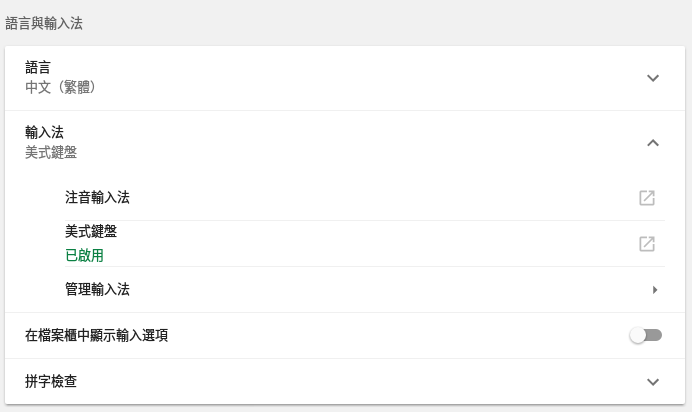 語言與輸入法
語言
中文（繁體）
輸入法
美式鍵盤
注音輸入法
美式鍵盤
已啟用
管理輸入法
在檔案櫃中顯示輸入選項
拼字檢查